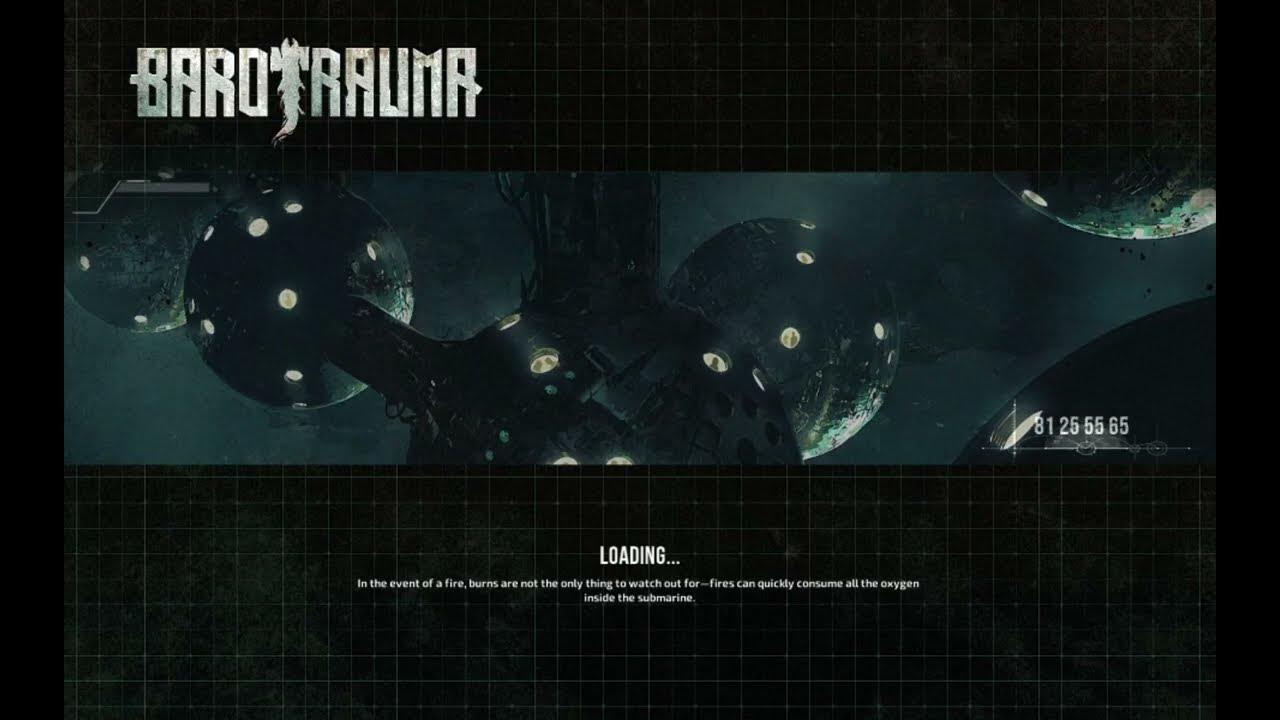 BAROTRAUMA
81 25 55 65
LOADING...
In the event of a fire, burns are not the only thing to watch out for—fires can quickly consume all the oxygen
inside the submarine.